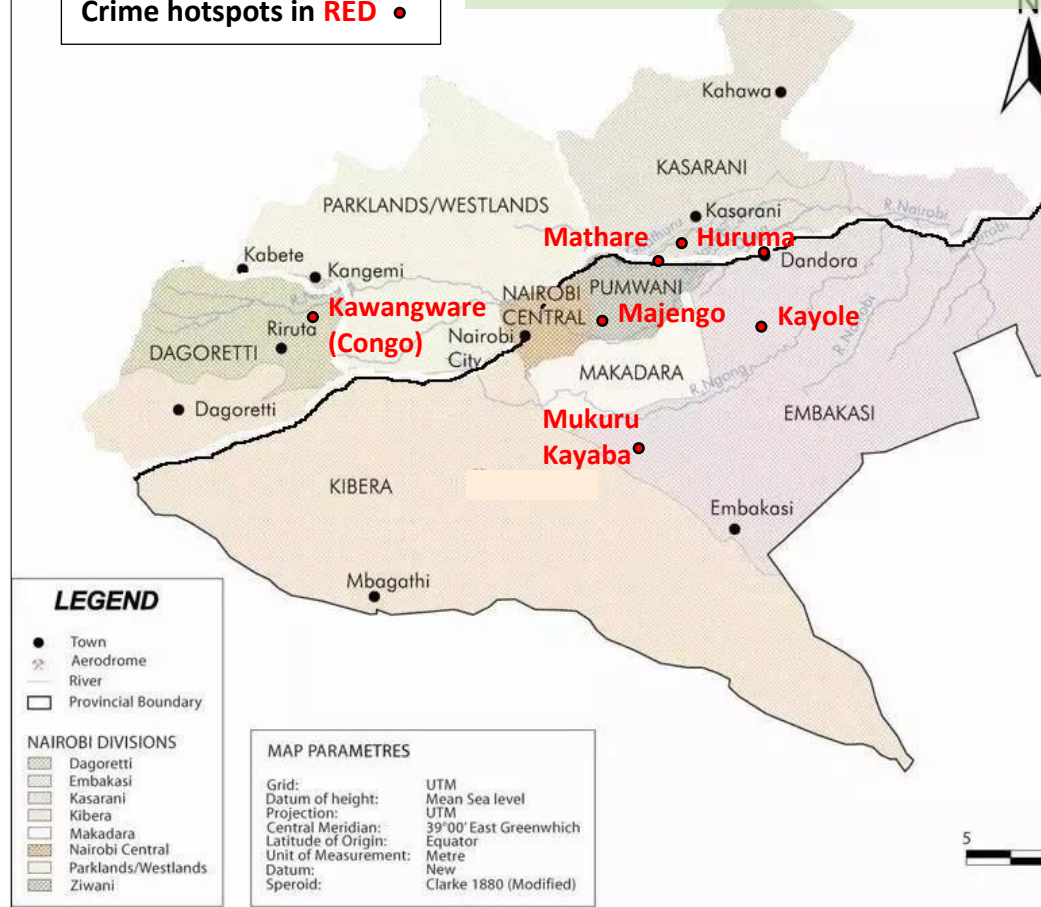 Crime hotspots in RED
N
Kahawa
KASARANI
PARKLANDS/WESTLANDS
Kasarani
R.Nairobi
Mathare
Huruma
Kabete
Dandora
Kangemi
PUMWANI
NAIROBI
CENTRAL
Kawangware
(Congo)
Majengo
Kayole
R.Nairobi
Riruta
Nairobi
City
DAGORETTI
MAKADARA
R.Ngong
Dagoretti
EMBAKASI
Mukuru
Kayaba
KIBERA
Embakasi
Mbagathi
LEGEND
Town
Aerodrome
River
Provincial Boundary
NAIROBI DIVISIONS
Dagoretti
Embakasi
Kasarani
Kibera
Makadara
Nairobi Central
Parklands/Westlands
Ziwani
MAP PARAMETRES
Grid: UTM
Datum of height: Mean Sea level
Projection: UTM
Central Meridian: 39°00' East Greenwhich
Latitude of Origin: Equator
Unit of Measurement: Metre
Datum: New
Speroid: Clarke 1880 (Modified)
5